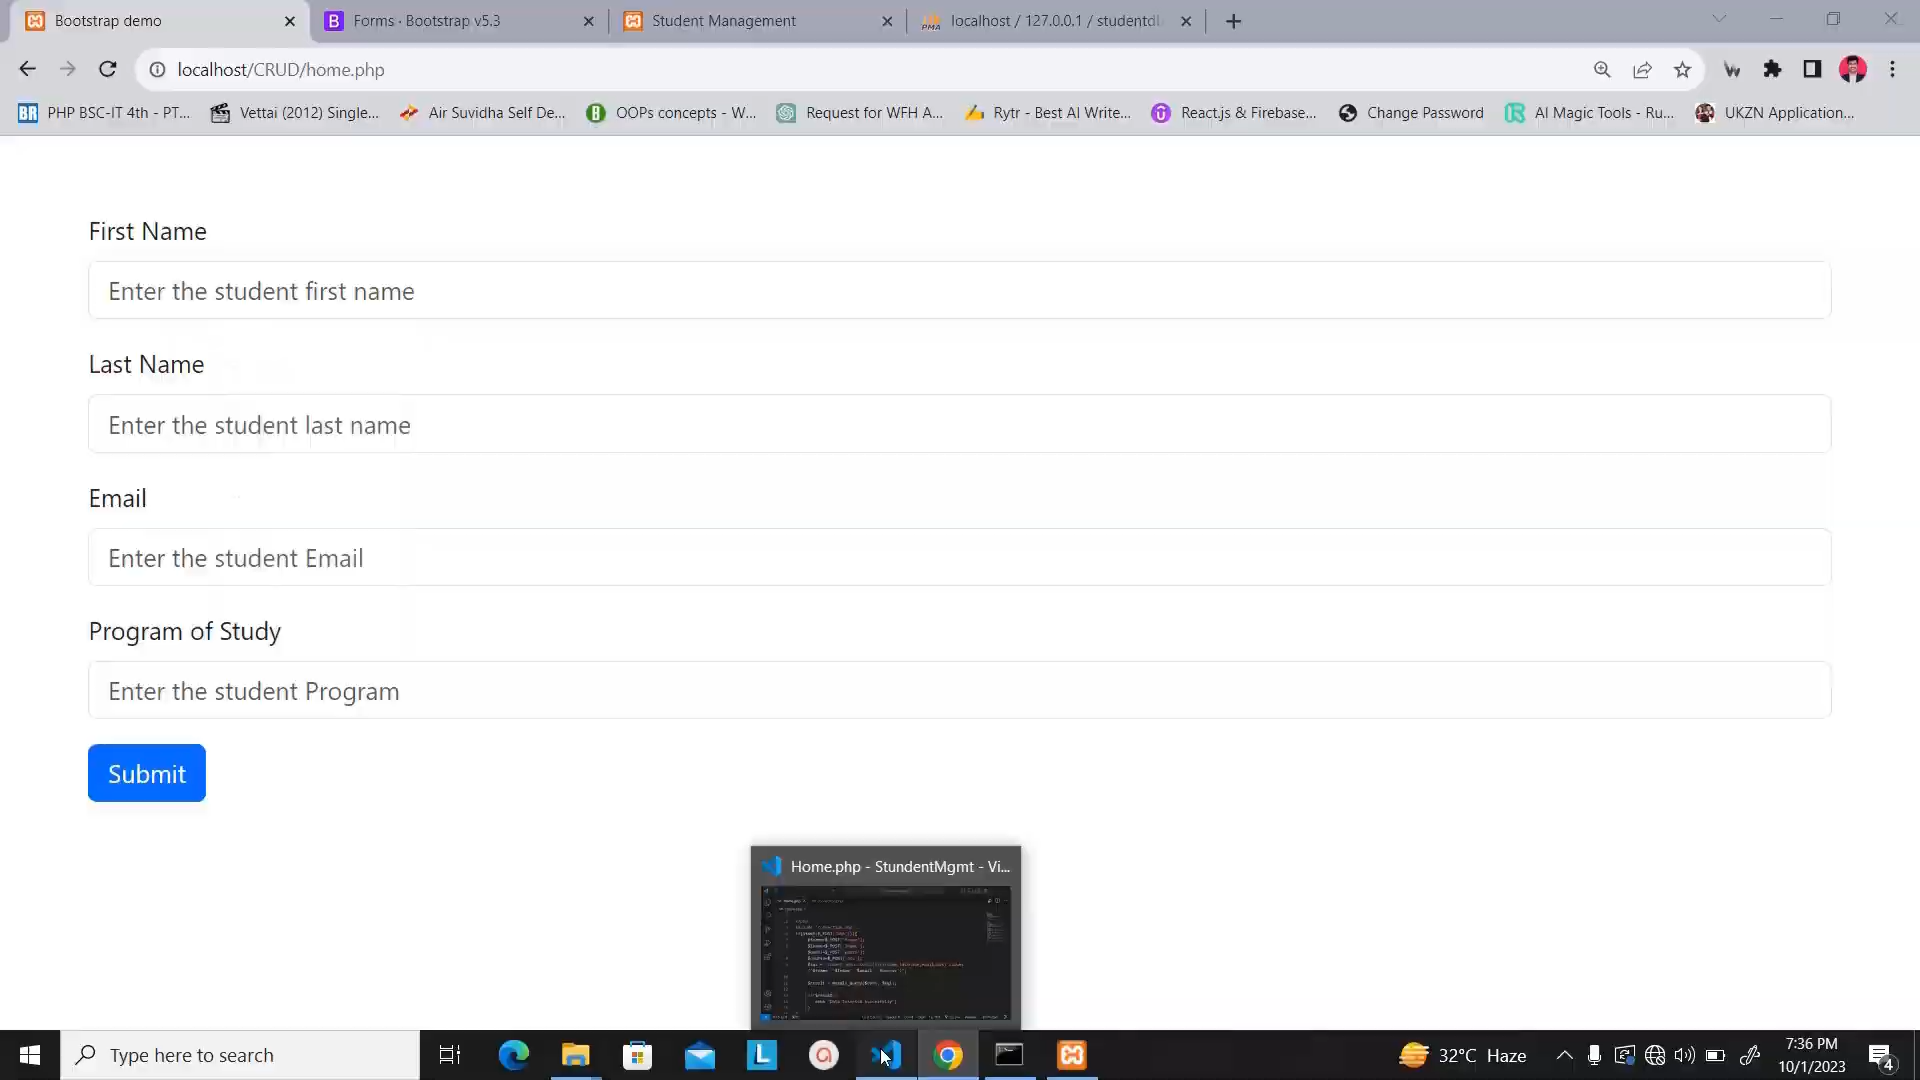 Bootstrap demo
Forms · Bootstrap v5.3
Student Management
localhost / 127.0.0.1 / studentdb
localhost/CRUD/home.php
PHP BSC-IT 4th - PT...
Vettai (2012) Single...
Air Suvidha Self De...
OOPs concepts - W...
Request for WFH A...
Rytr - Best AI Write...
React.js & Firebase...
Change Password
AI Magic Tools - Ru...
UKZN Application...
First Name
Enter the student first name
Last Name
Enter the student last name
Email
Enter the student Email
Program of Study
Enter the student Program
Submit
Home.php - StundentMgmt - Vi...
Type here to search
32°C Haze
7:36 PM
10/1/2023
4